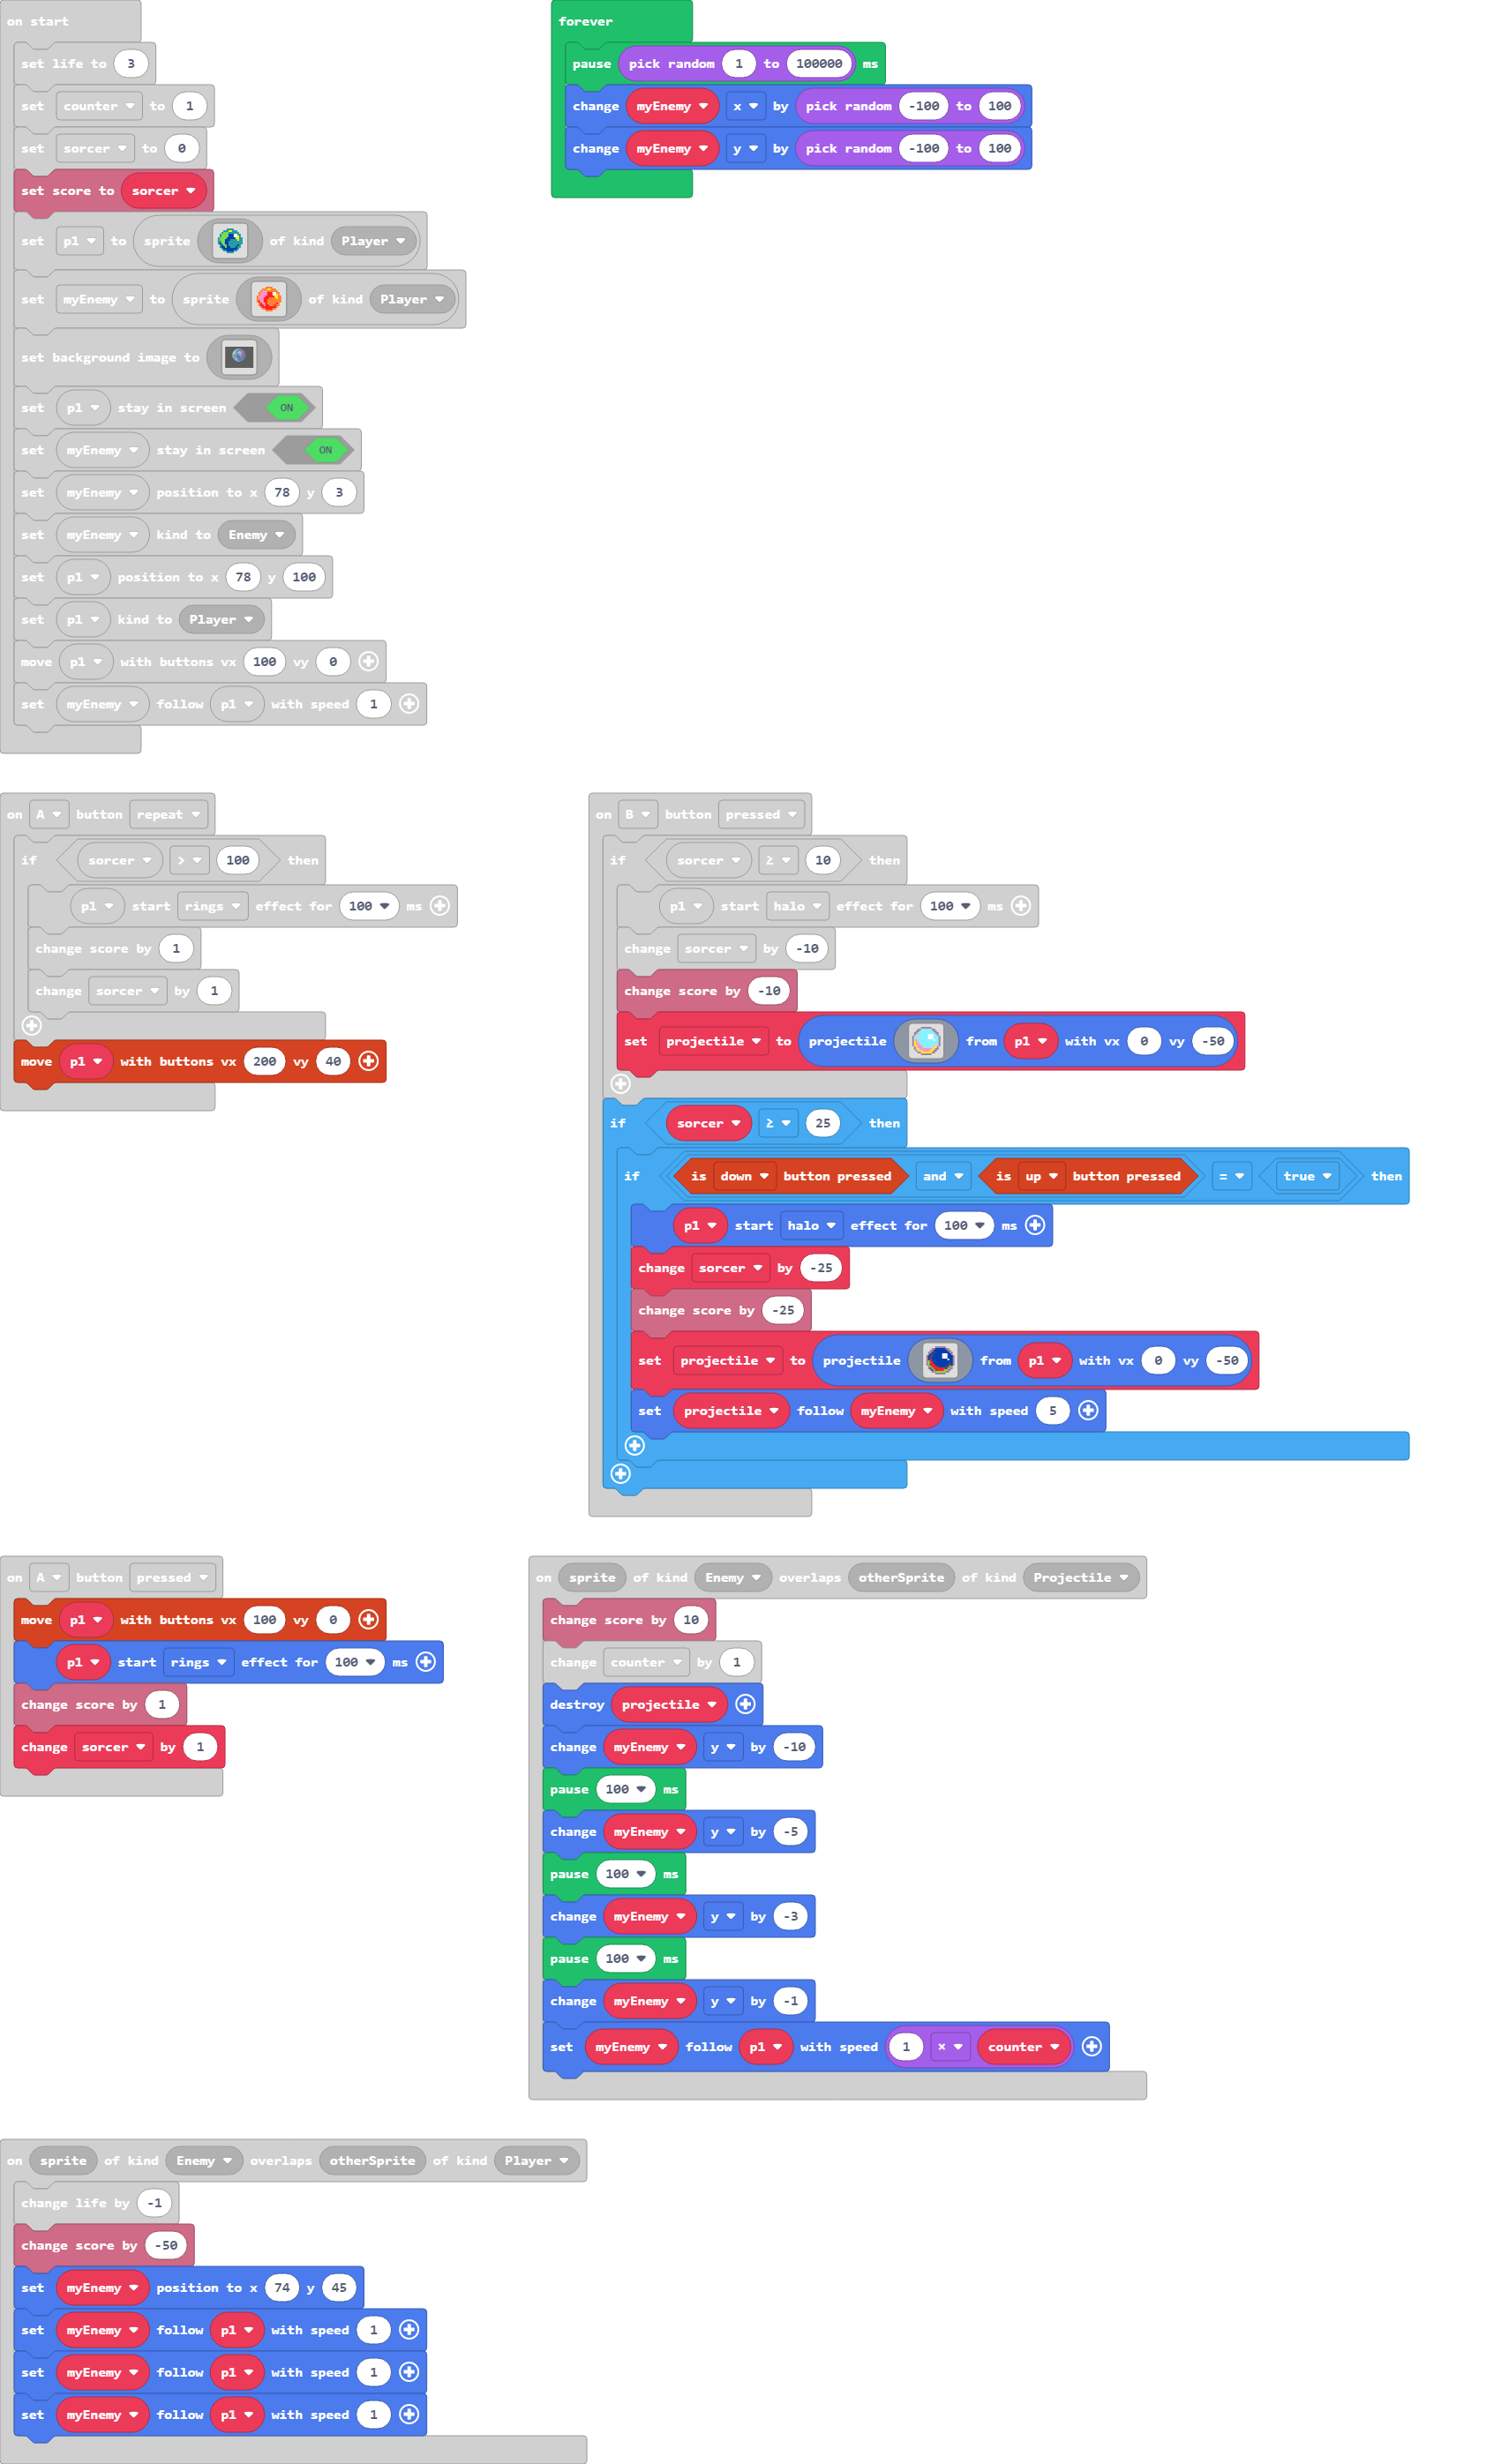 on start
set life to 3
set counter to 1
set sorcer to 0
set score to sorcer
set p1 to sprite of kind Player
set myEnemy to sprite of kind Player
set background image to
set p1 stay in screen ON
set myEnemy stay in screen ON
set myEnemy position to x 78 y 3
set myEnemy kind to Enemy
set p1 position to x 78 y 100
set p1 kind to Player
move p1 with buttons vx 100 vy 0
set myEnemy follow p1 with speed 1
forever
pause pick random 1 to 100000 ms
change myEnemy x by pick random -100 to 100
change myEnemy y by pick random -100 to 100
on A button repeat
if sorcer > 100 then
p1 start rings effect for 100 ms
change score by 1
change sorcer by 1
move p1 with buttons vx 200 vy 40
on B button pressed
if sorcer ≥ 10 then
p1 start halo effect for 100 ms
change sorcer by -10
change score by -10
set projectile to projectile from p1 with vx 0 vy -50
if sorcer ≥ 25 then
if is down button pressed and is up button pressed = true then
p1 start halo effect for 100 ms
change sorcer by -25
change score by -25
set projectile to projectile from p1 with vx 0 vy -50
set projectile follow myEnemy with speed 5
on A button pressed
move p1 with buttons vx 100 vy 0
p1 start rings effect for 100 ms
change score by 1
change sorcer by 1
on sprite of kind Enemy overlaps otherSprite of kind Projectile
change score by 10
change counter by 1
destroy projectile
change myEnemy y by -10
pause 100 ms
change myEnemy y by -5
pause 100 ms
change myEnemy y by -3
pause 100 ms
change myEnemy y by -1
set myEnemy follow p1 with speed 1 × counter
on sprite of kind Enemy overlaps otherSprite of kind Player
change life by -1
change score by -50
set myEnemy position to x 74 y 45
set myEnemy follow p1 with speed 1
set myEnemy follow p1 with speed 1
set myEnemy follow p1 with speed 1